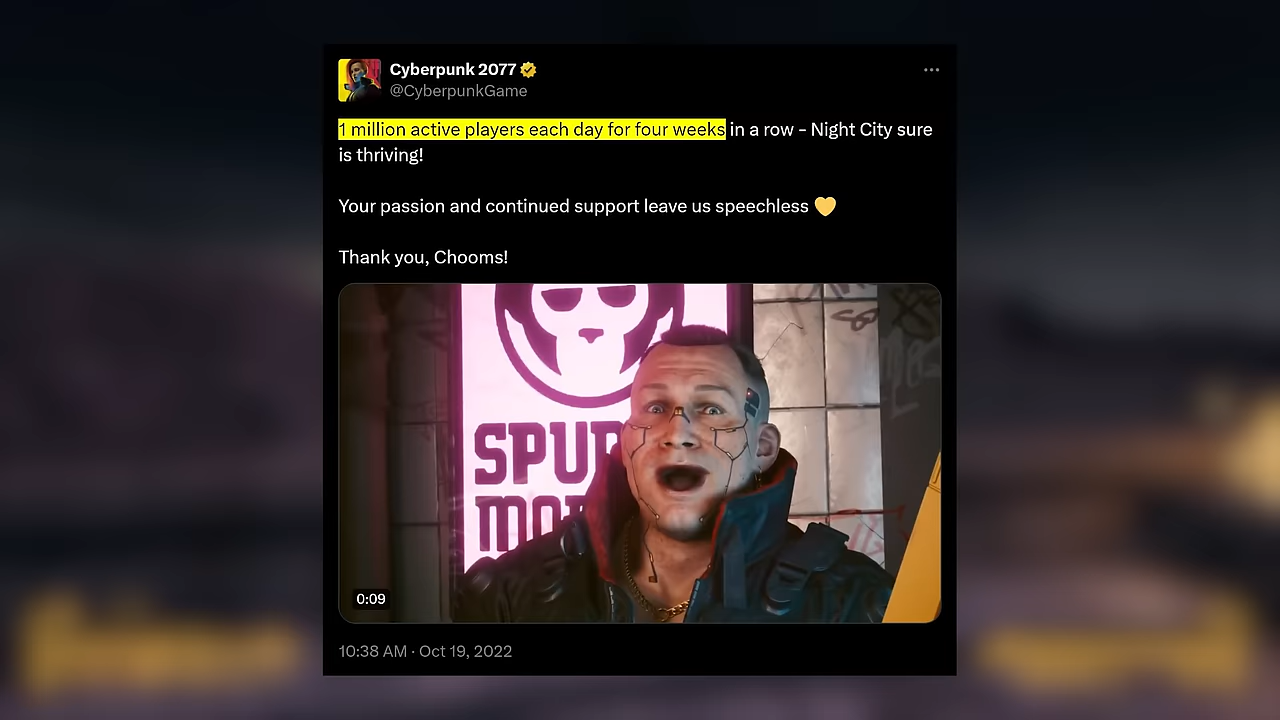 Cyberpunk 2077
@CyberpunkGame
1 million active players each day for four weeks in a row - Night City sure
is thriving!
Your passion and continued support leave us speechless 💛
Thank you, Chooms!
0:09
10:38 AM · Oct 19, 2022